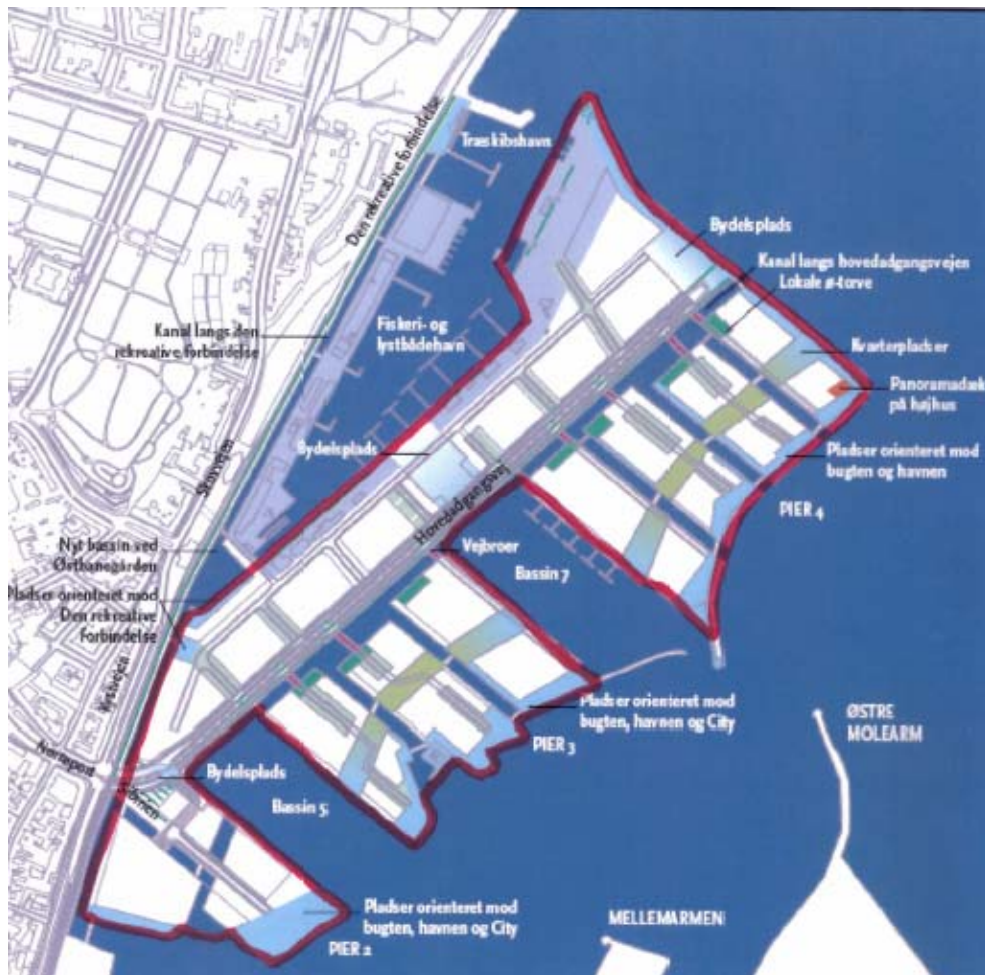 Træskibshavn
Den rekreative forbindelse
Bydelsplads
Kanal langs hovedadgangsvejen
Lokale ø-torve
Fiskeri- og
lystbådehavn
Kanal langs den
rekreative forbindelse
Kvarterpladser
Panoramadæk
på højhus
Bydelsplads
Skovvejen
Pladser orienteret mod
bugten og havnen
Hovedadgangsvej
PIER 4
Nyt bassin ved
Østbanegården
Vejbroer
Bassin 7
Pladser orienteret mod
Den rekreative
Forbindelse
Kystvejen
Pladser orienteret mod
bugten, havnen og City
PIER 3
ØSTRE
MOLEARM
Nørreport
Bydelsplads
Bassin 5
Pladser orienteret mod
bugten, havnen og City
PIER 2
MELLEMARMEN